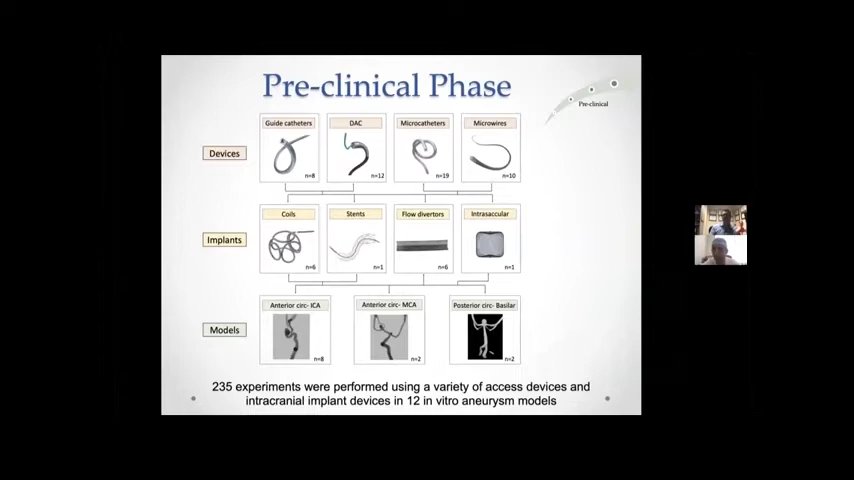 Pre-clinical Phase
Pre-clinical
Guide catheters
DAC
Microcatheters
Microwires
Devices
n=8
n=12
n=19
n=10
Coils
Stents
Flow divertors
Intrasaccular
Implants
n=6
n=1
n=6
n=1
Anterior circ- ICA
Anterior circ- MCA
Posterior circ- Basilar
Models
n=8
n=2
n=2
235 experiments were performed using a variety of access devices and
intracranial implant devices in 12 in vitro aneurysm models